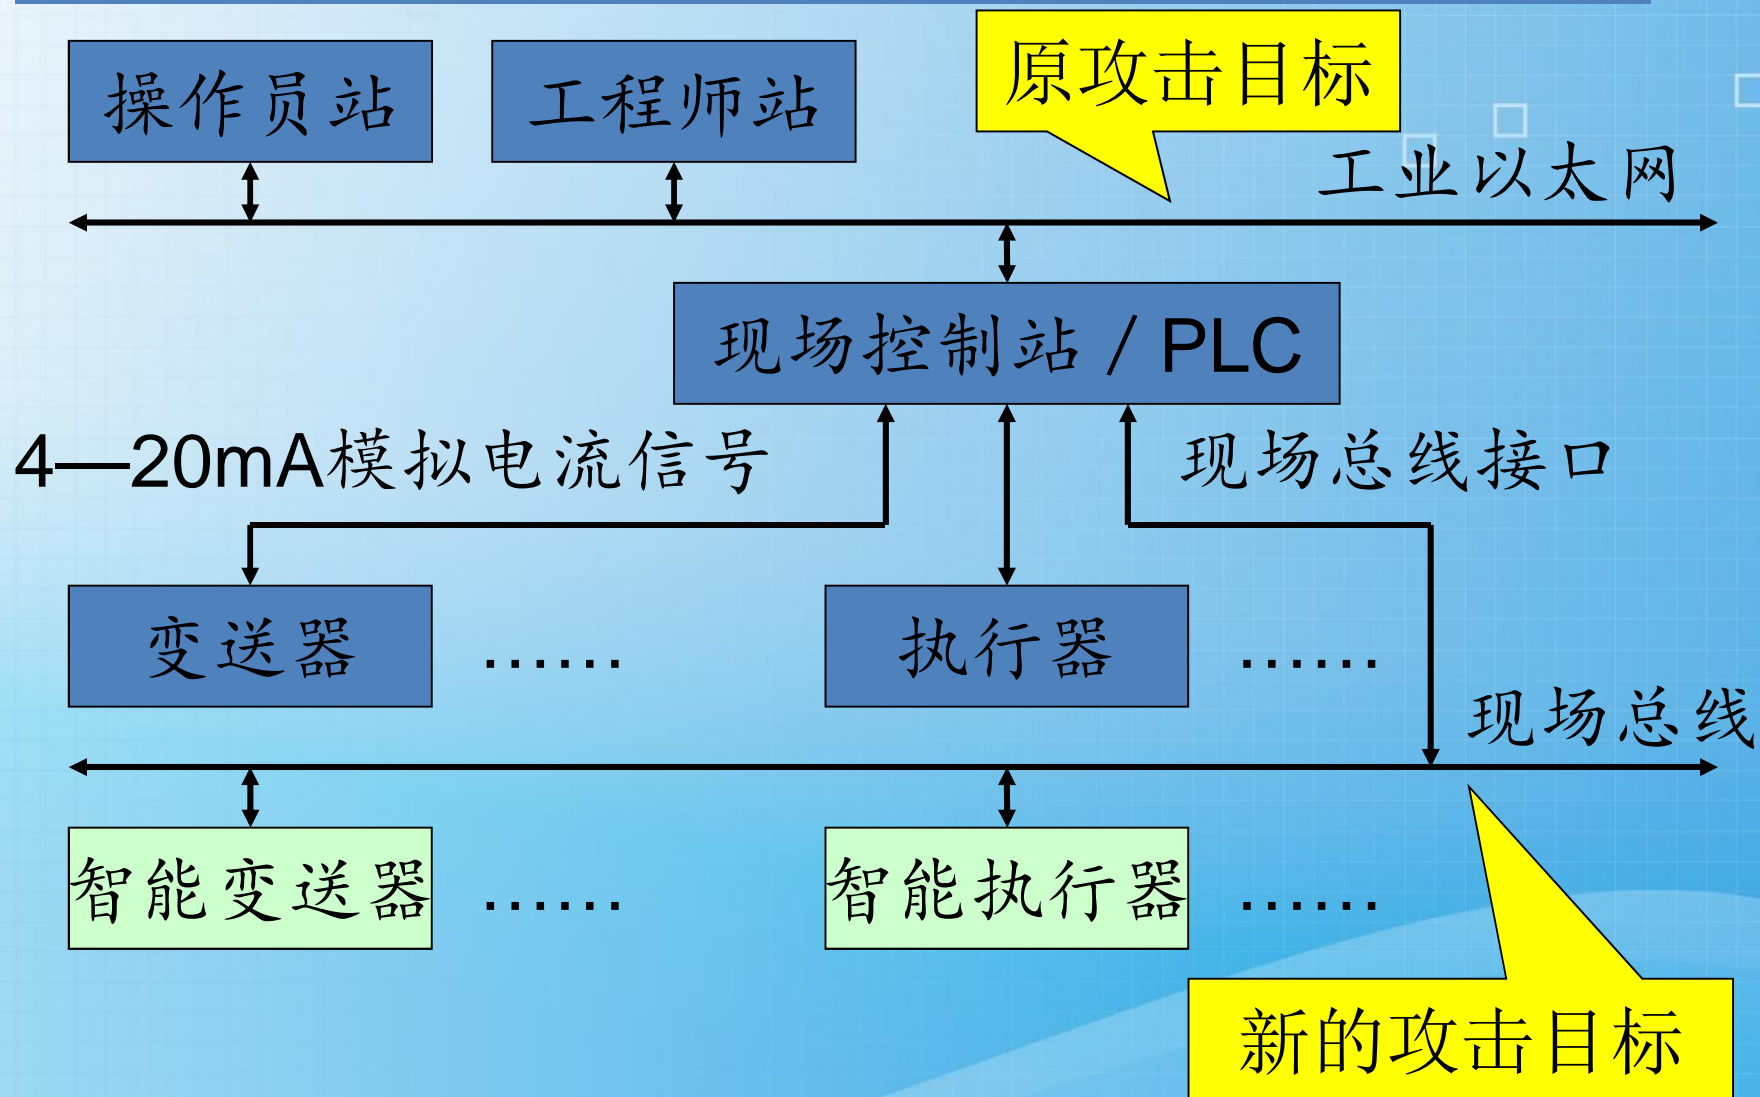 操作员站
工程师站
原攻击目标
工业以太网
现场控制站／PLC
4—20mA模拟电流信号
现场总线接口
变送器
……
执行器
……
现场总线
智能变送器
……
智能执行器
……
新的攻击目标